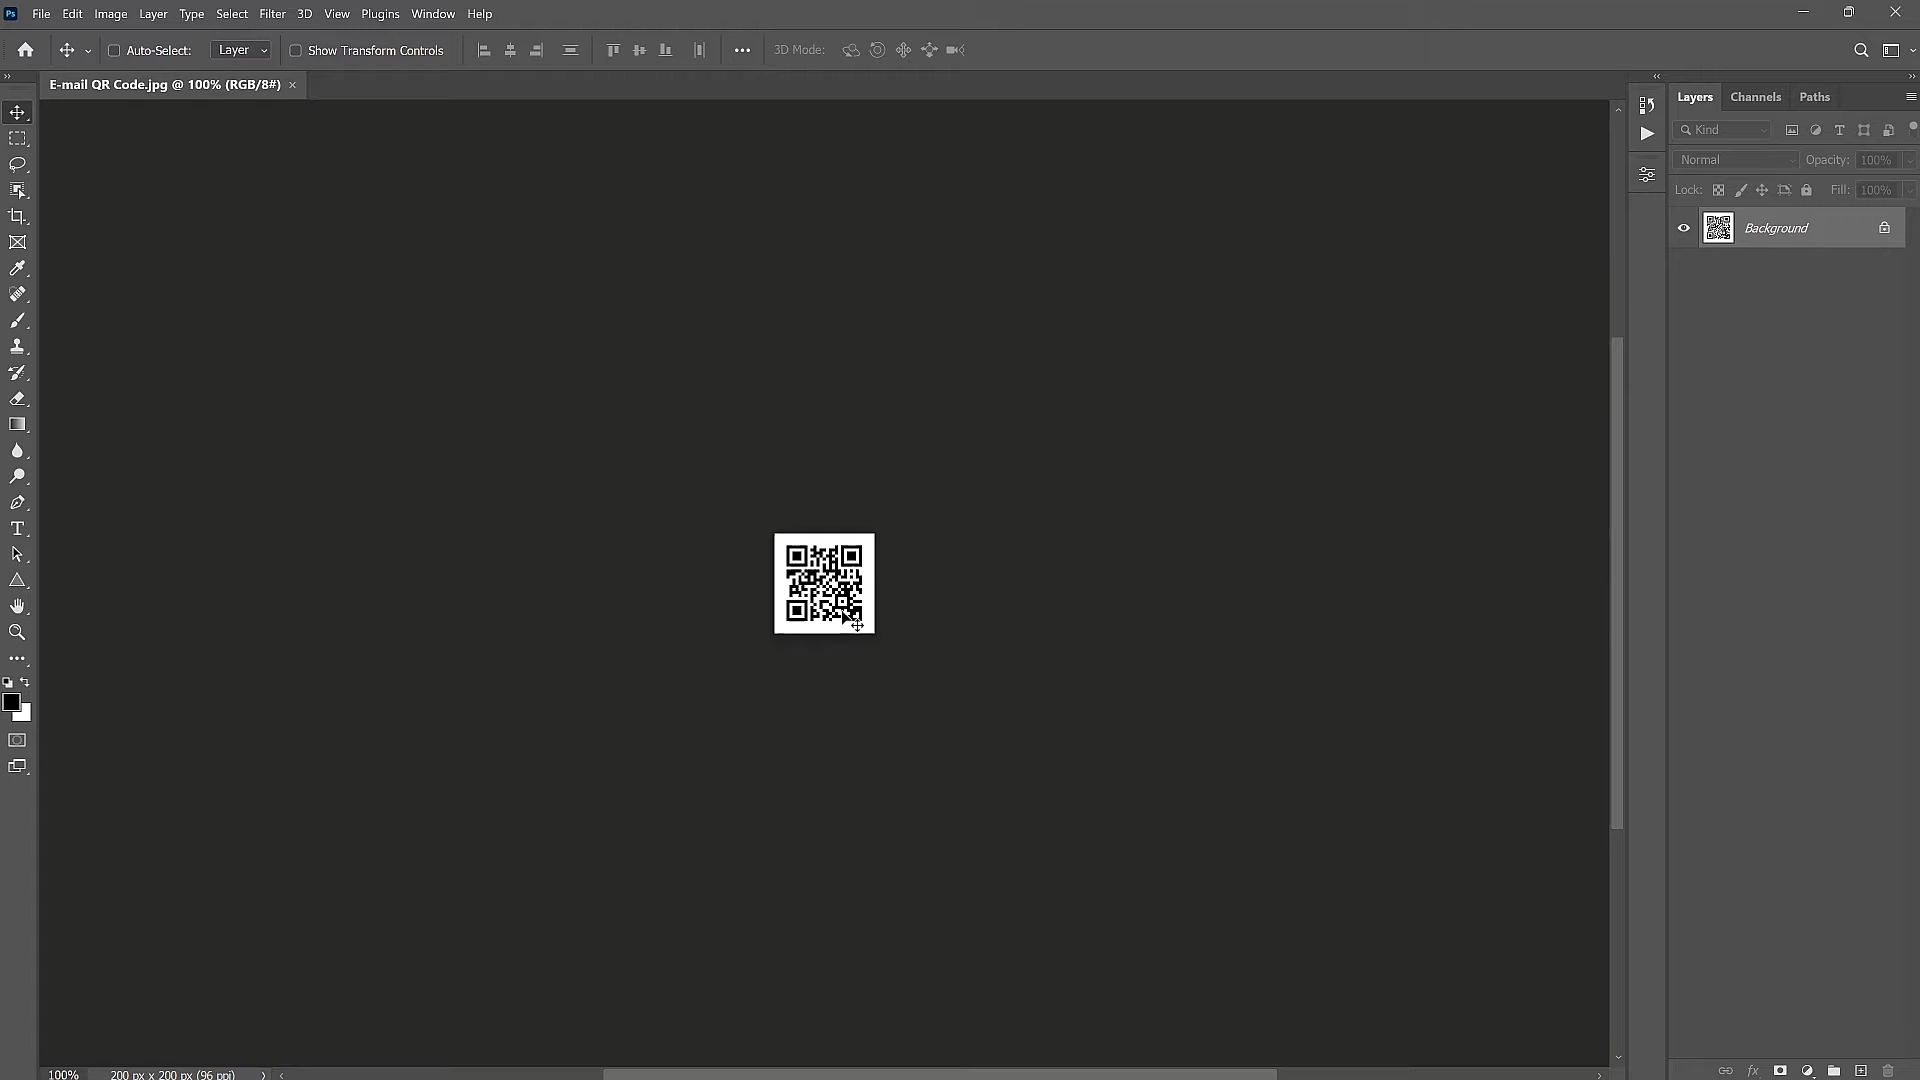 Ps File Edit Image Layer Type Select Filter 3D View Plugins Window Help
Auto-Select: Layer Show Transform Controls 3D Mode:
E-mail QR Code.jpg @ 100% (RGB/8#)
Layers Channels Paths
Kind
Normal Opacity: 100%
Lock: Fill: 100%
Background
T
fx
100% 200 px x 200 px (96 ppi)